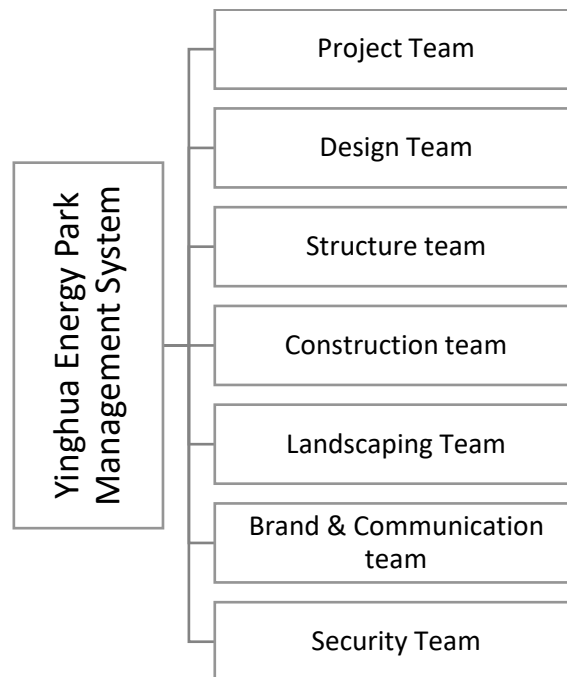 Yinghua Energy Park
Management System
Project Team
Design Team
Structure team
Construction team
Landscaping Team
Brand & Communication
team
Security Team